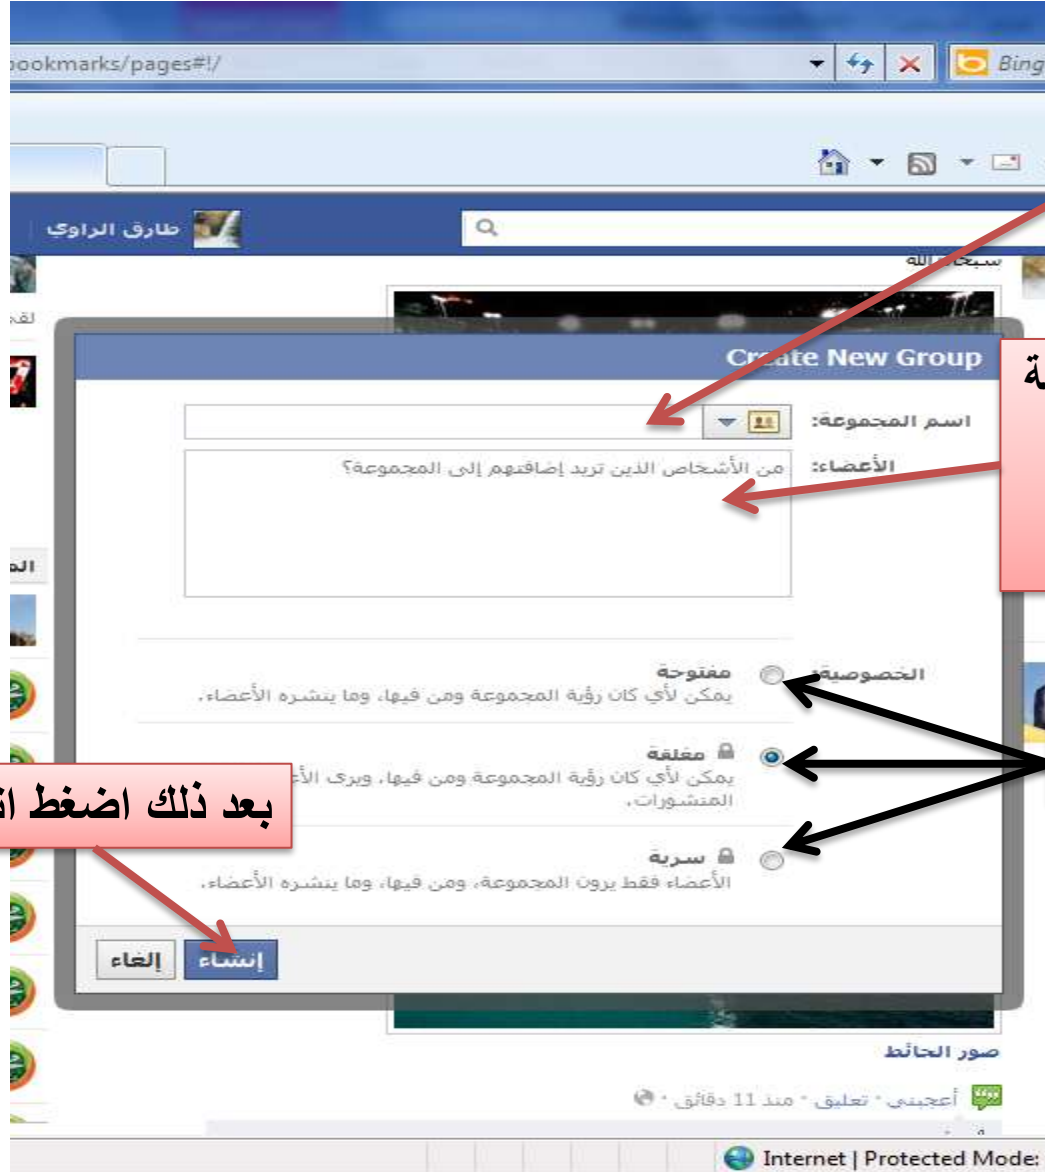 bookmarks/pages#!/
Bing
طارق الراوي
سبحان الله
Create New Group
اسم المجموعة:
الأعضاء:
من الأشخاص الذين تريد إضافتهم إلى المجموعة؟
الخصوصية:
مفتوحة
يمكن لأي كان رؤية المجموعة ومن فيها، وما ينشره الأعضاء.
مغلقة
يمكن لأي كان رؤية المجموعة ومن فيها، ويرى
المنشورات.
بعد ذلك اضغط
سرية
الأعضاء فقط يرون المجموعة، ومن فيها، وما ينشره الأعضاء.
إنشاء
إلغاء
صور الحائط
أعجبني · تعليق · منذ 11 دقائق ·
Internet | Protected Mode: